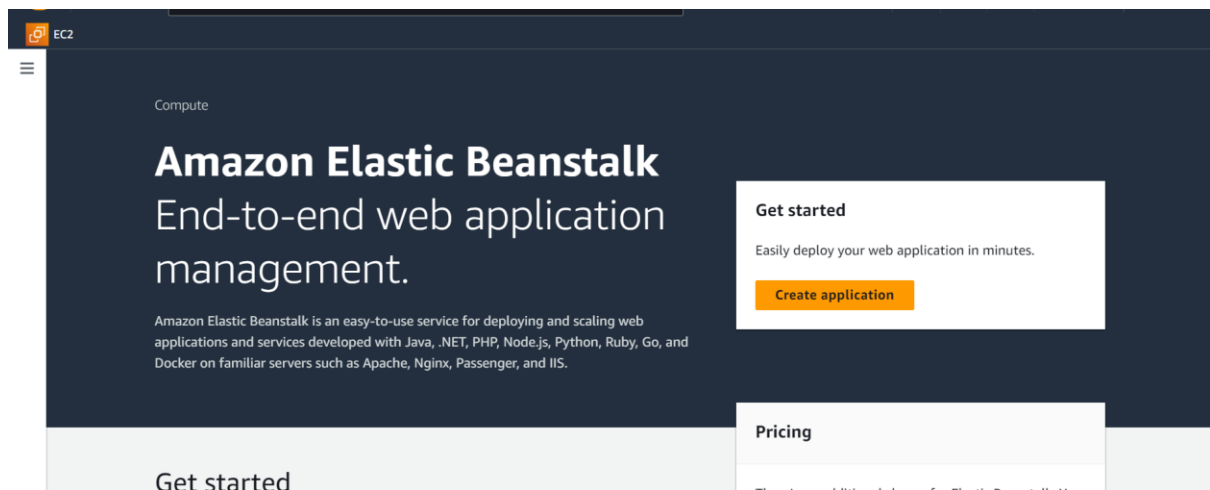 EC2
Compute
Amazon Elastic Beanstalk
End-to-end web application
management.
Amazon Elastic Beanstalk is an easy-to-use service for deploying and scaling web
applications and services developed with Java, .NET, PHP, Node.js, Python, Ruby, Go, and
Docker on familiar servers such as Apache, Nginx, Passenger, and IIS.
Get started
Easily deploy your web application in minutes.
Create application
Pricing
Get started